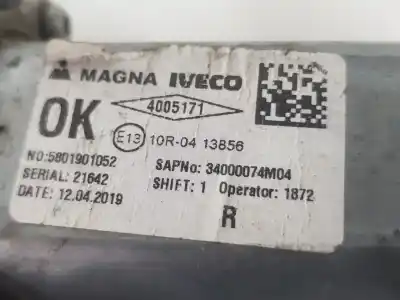 MAGNA IVECO
OK
4005171
E13 10R-04 13856
NO:5801901052
SAPNo: 34000074M04
SERIAL: 21642
SHIFT: 1 Operator: 1872
DATE: 12.04.2019
R